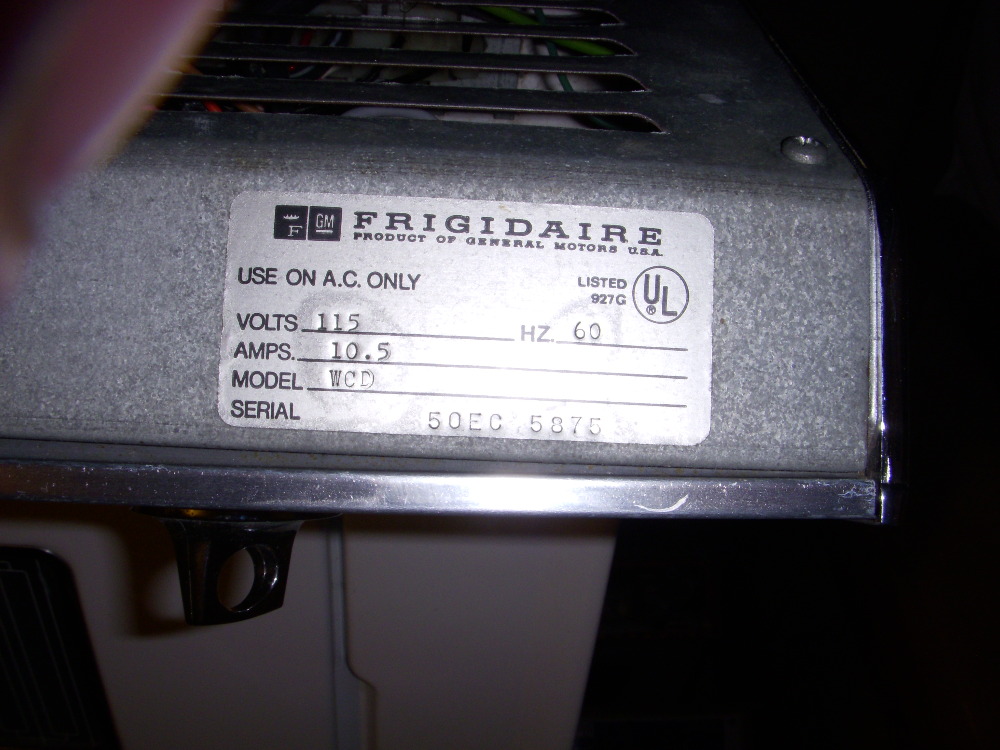 F GM FRIGIDAIRE
PRODUCT OF GENERAL MOTORS U.S.A.
USE ON A.C. ONLY
LISTED
927G
UL
®
VOLTS 115 HZ. 60
AMPS. 10.5
MODEL WCD
SERIAL 50EC 5875